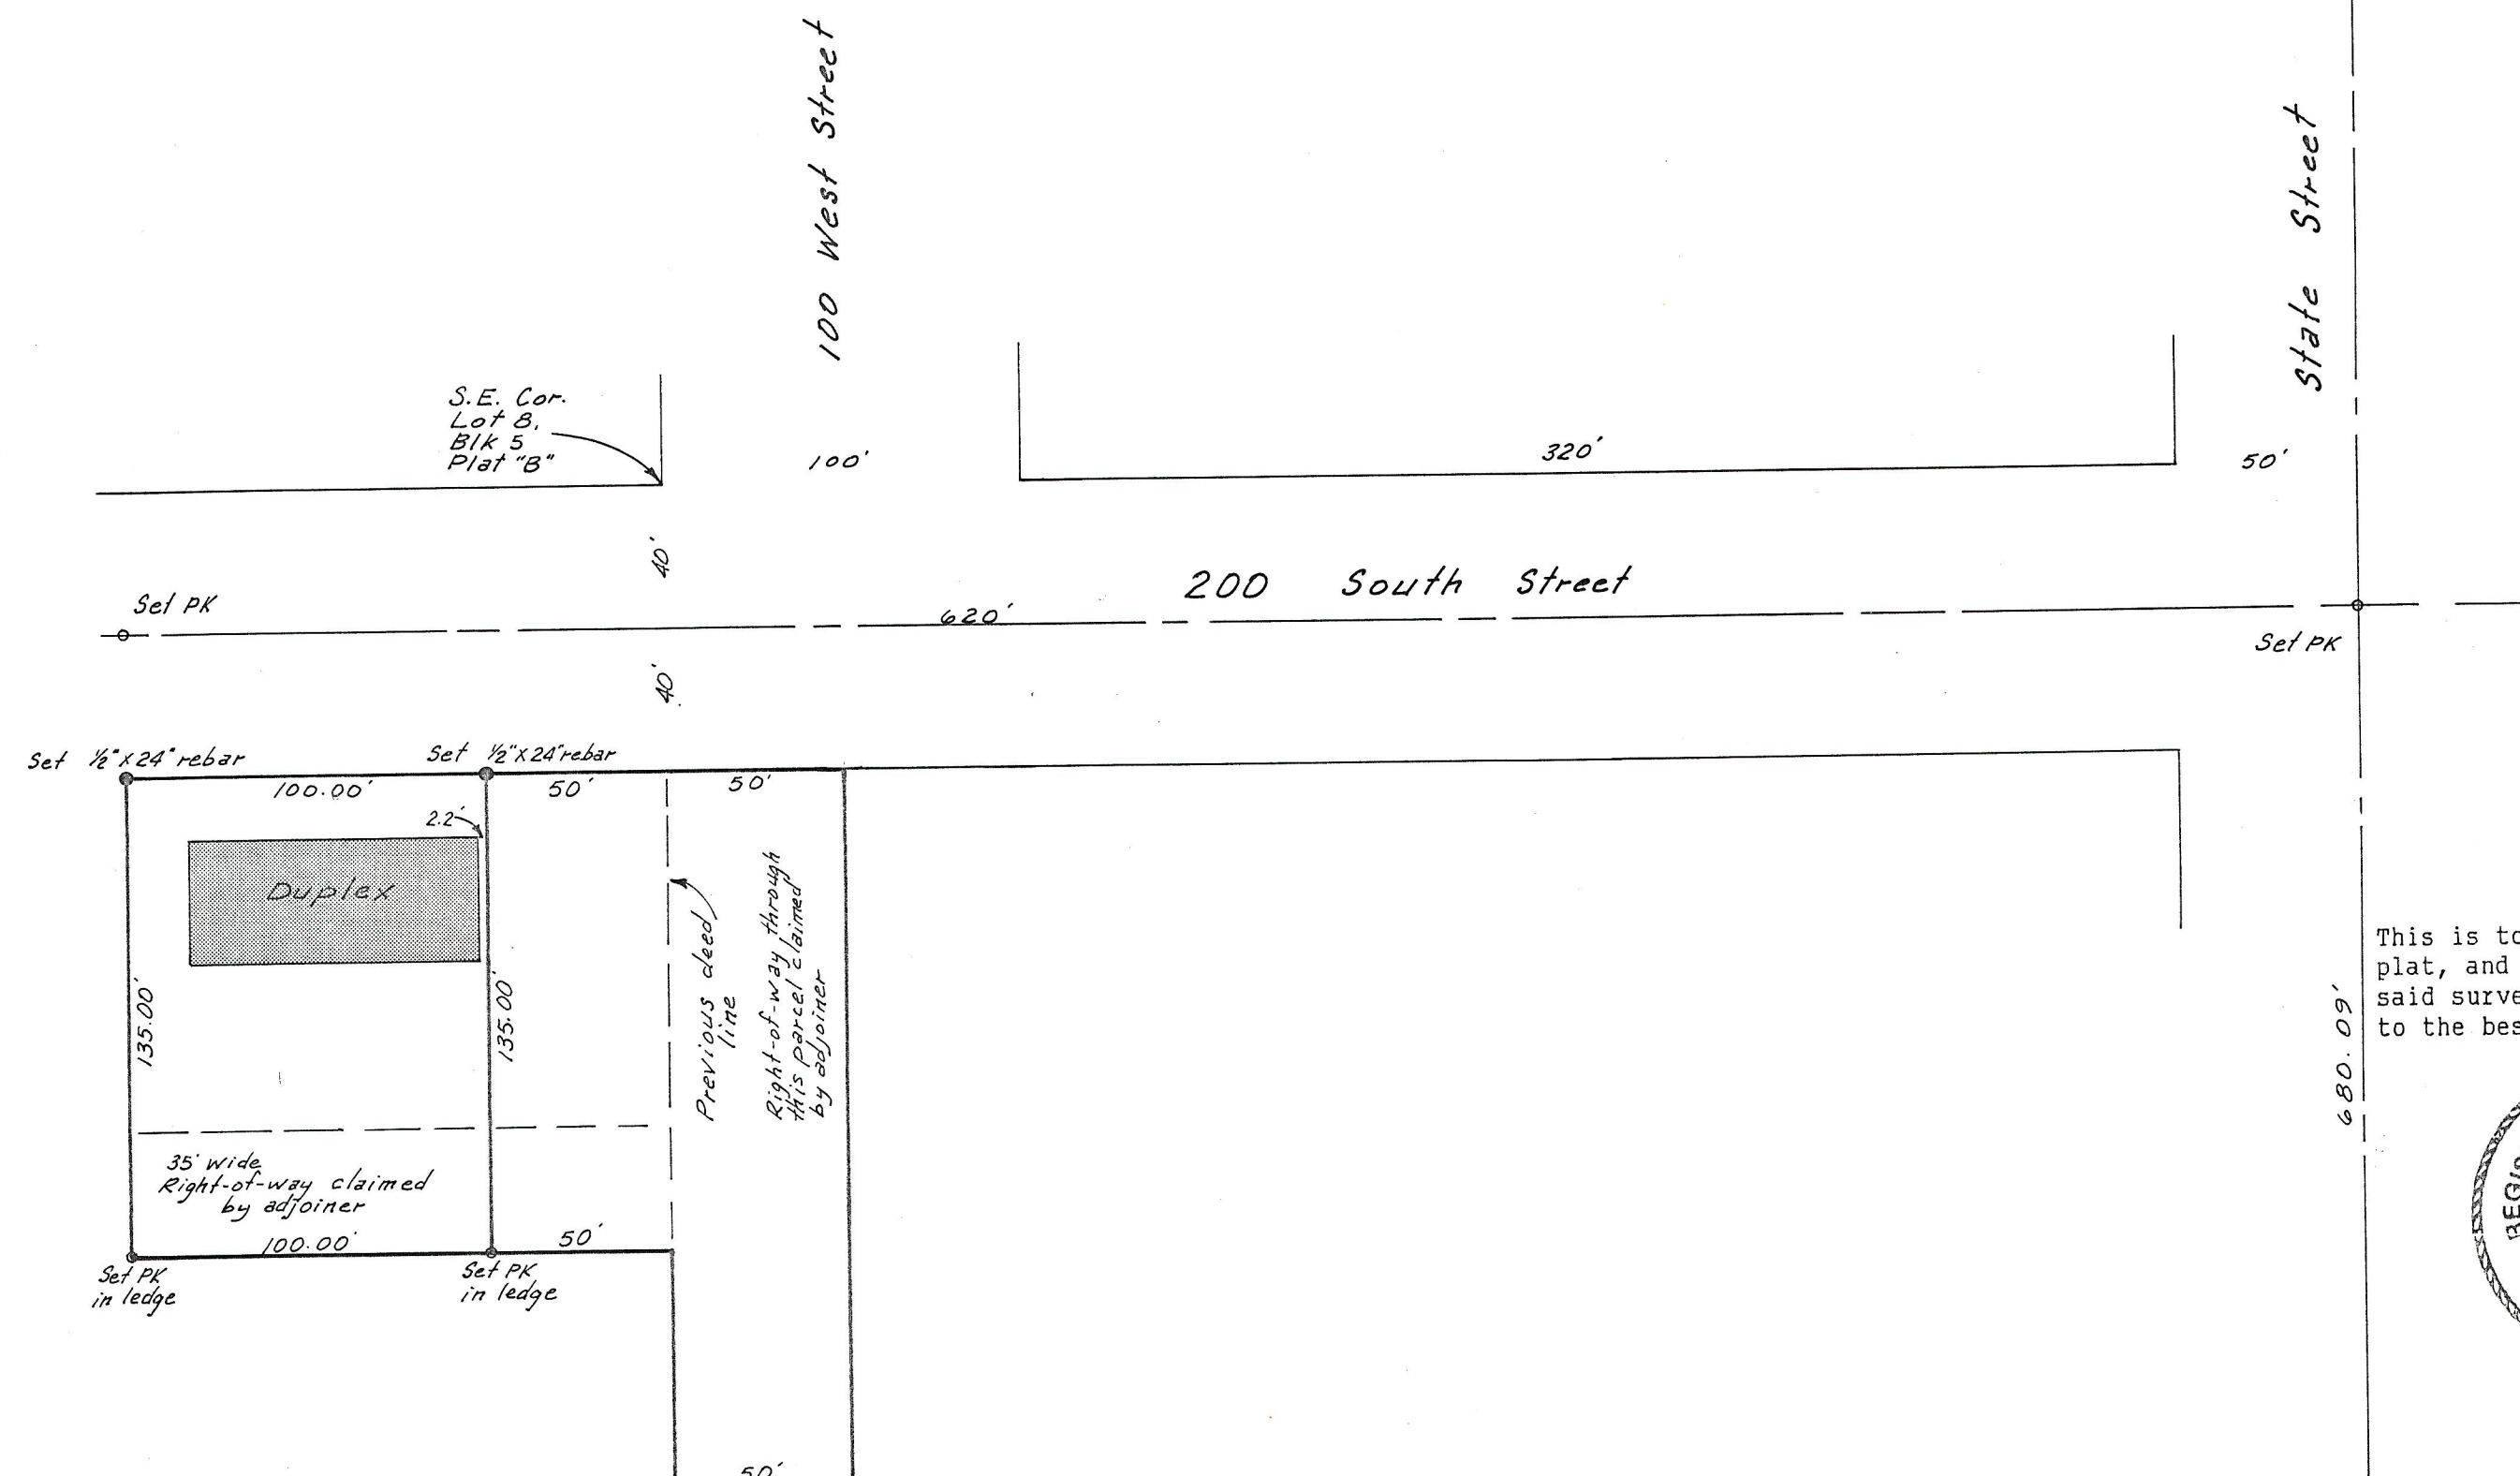 100 West Street
State Street
S.E. Cor.
Lot 8,
Blk 5
Plat "B"
100'
320'
50'
40'
200 South Street
Set PK
620'
Set PK
40'
Set 1/2" x 24" rebar
Set 1/2" x 24" rebar
100.00'
50'
50'
2.2'
Duplex
135.00'
135.00'
Previous deed
line
Right-of-way through
this parcel claimed
by adjoiner
This is to
plat, and
said surve
to the bes
680.09'
35' wide
Right-of-way claimed
by adjoiner
100.00'
50'
Set PK
in ledge
Set PK
in ledge
50'